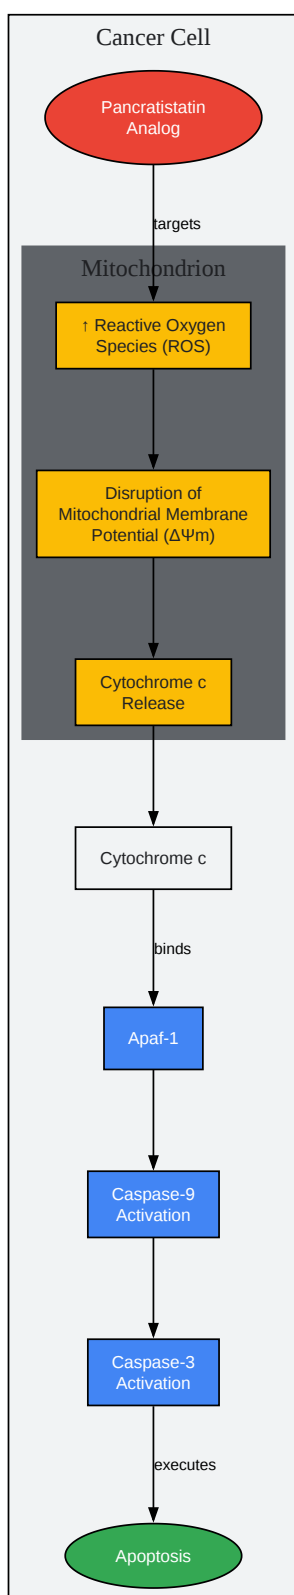 Cancer Cell
Pancratistatin
Analog
targets
Mitochondrion
↑ Reactive Oxygen
Species (ROS)
Disruption of
Mitochondrial Membrane
Potential (ΔΨm)
Cytochrome c
Release
Cytochrome c
binds
Apaf-1
Caspase-9
Activation
Caspase-3
Activation
executes
Apoptosis